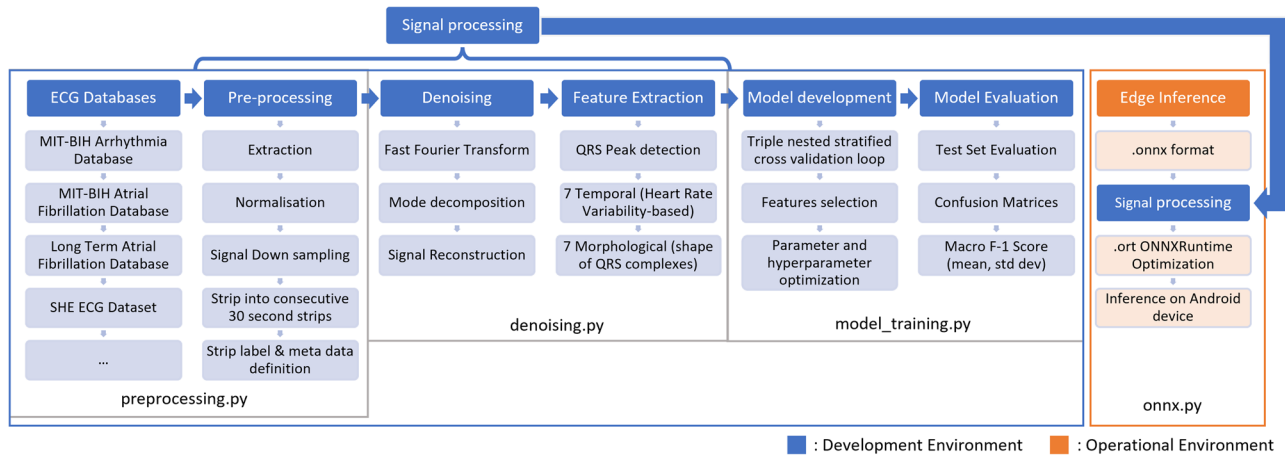 Signal processing
ECG Databases
MIT-BIH Arrhythmia
Database
MIT-BIH Atrial
Fibrillation Database
Long Term Atrial
Fibrillation Database
SHE ECG Dataset
...
Pre-processing
Extraction
Normalisation
Signal Down sampling
Strip into consecutive
30 second strips
Strip label & meta data
definition
preprocessing.py
Denoising
Fast Fourier Transform
Mode decomposition
Signal Reconstruction
Feature Extraction
QRS Peak detection
7 Temporal (Heart Rate
Variability-based)
7 Morphological (shape
of QRS complexes)
denoising.py
Model development
Triple nested stratified
cross validation loop
Features selection
Parameter and
hyperparameter
optimization
Model Evaluation
Test Set Evaluation
Confusion Matrices
Macro F-1 Score
(mean, std dev)
model_training.py
Edge Inference
.onnx format
Signal processing
.ort ONNXRuntime
Optimization
Inference on Android
device
onnx.py
: Development Environment
: Operational Environment